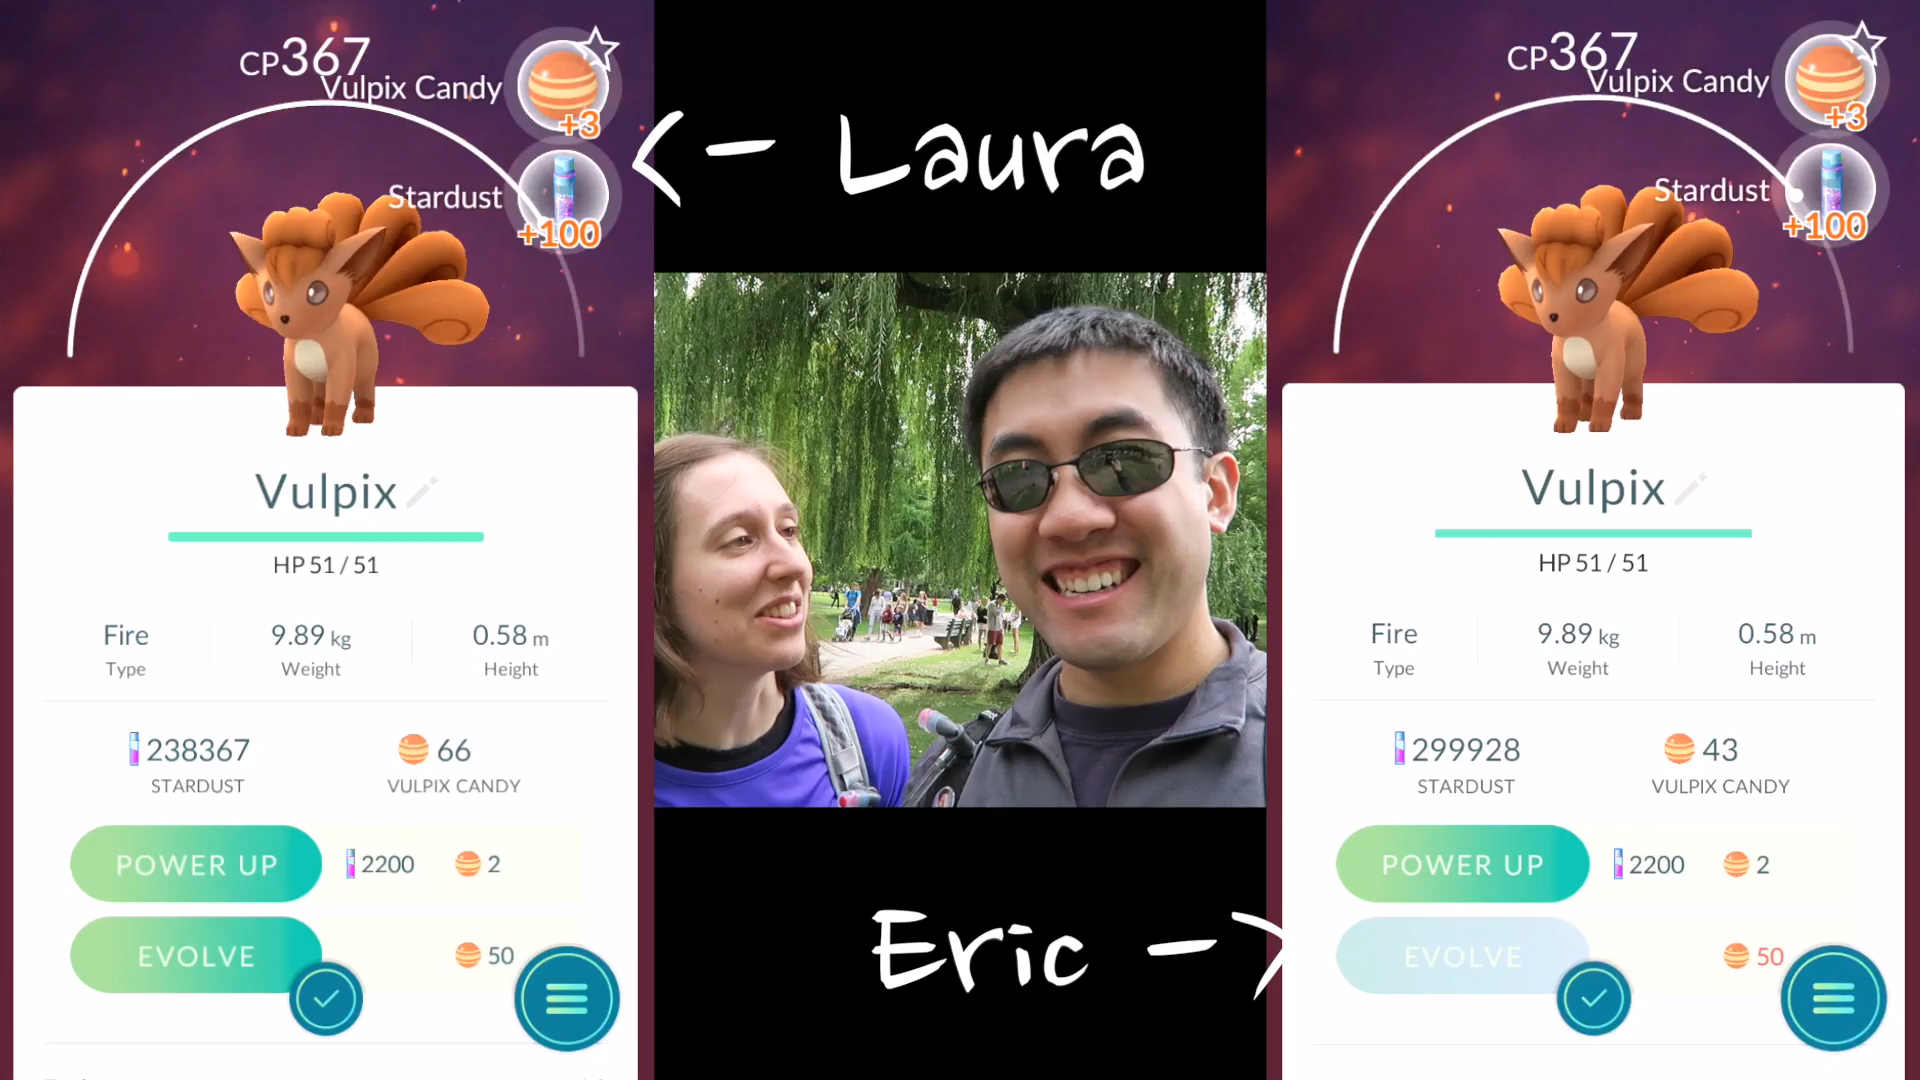 CP367
Vulpix Candy
+3
Stardust
+100
Vulpix
HP 51 / 51
Fire
Type
9.89 kg
Weight
0.58 m
Height
238367
STARDUST
66
VULPIX CANDY
POWER UP
2200
2
EVOLVE
50
<- Laura
Eric ->
CP367
Vulpix Candy
+3
Stardust
+100
Vulpix
HP 51 / 51
Fire
Type
9.89 kg
Weight
0.58 m
Height
299928
STARDUST
43
VULPIX CANDY
POWER UP
2200
2
EVOLVE
50